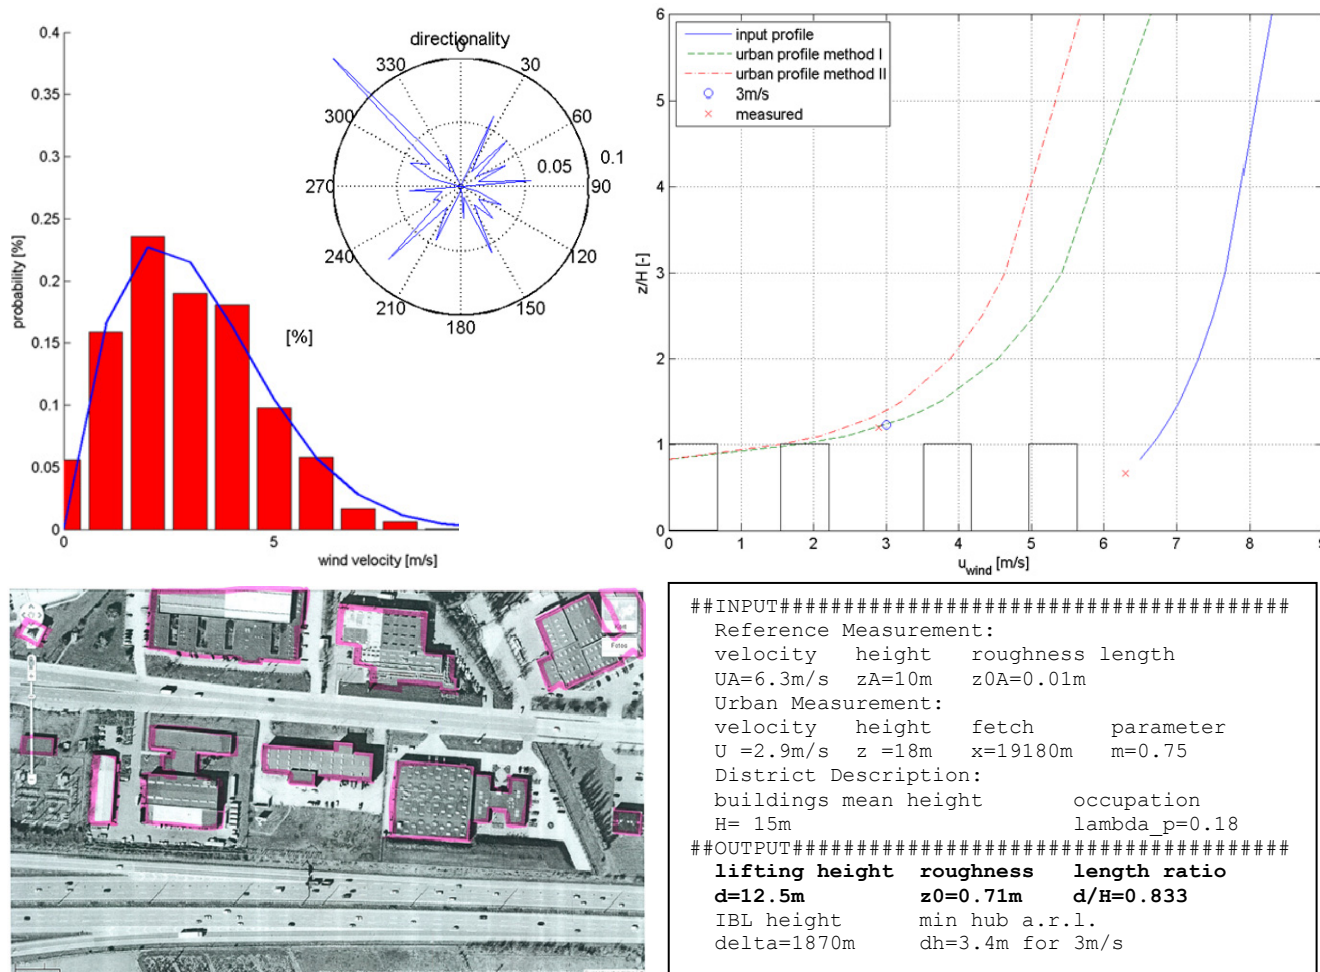 0.4
0.35
0.3
0.25
0.2
0.15
0.1
0.05
0
probability [%]
0
5
wind velocity [m/s]
[%]
directionality
0
30
60
90
120
150
180
210
240
270
300
330
0.05
0.1
input profile
urban profile method I
urban profile method II
3m/s
measured
6
5
4
3
2
1
0
z/H [-]
0 1 2 3 4 5 6 7 8 9
u_wind [m/s]
Fotos
##INPUT########################################
Reference Measurement:
velocity height roughness length
UA=6.3m/s zA=10m z0A=0.01m
Urban Measurement:
velocity height fetch parameter
U =2.9m/s z =18m x=19180m m=0.75
District Description:
buildings mean height occupation
H= 15m lambda_p=0.18
##OUTPUT#######################################
lifting height roughness length ratio
d=12.5m z0=0.71m d/H=0.833
IBL height min hub a.r.l.
delta=1870m dh=3.4m for 3m/s